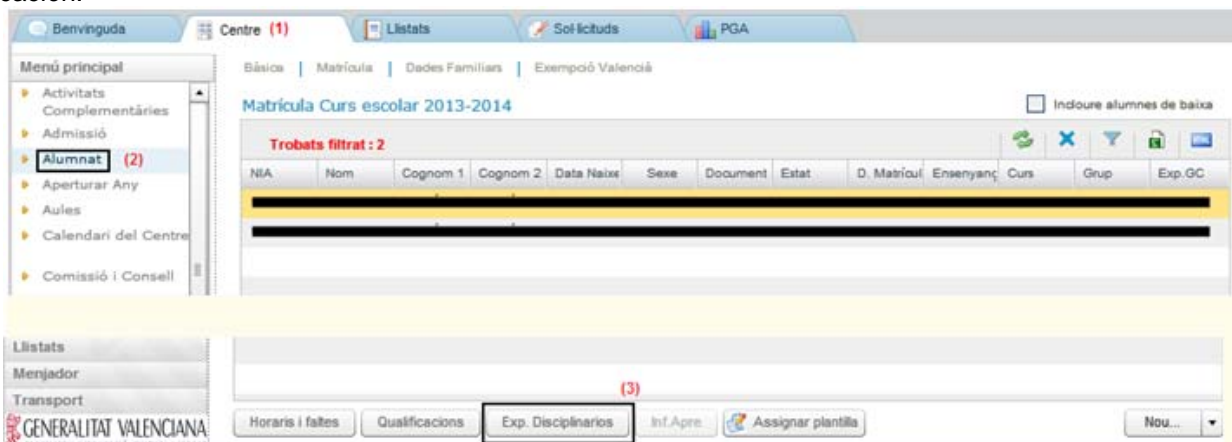 cación.
Benvinguda Centre (1) Llistats Sol·licituds PGA
Menú principal
Activitats
Complementàries
Admissió
Alumnat (2)
Aperturar Any
Aules
Calendari del Centre
Comissió i Consell
Llistats
Menjador
Transport
GENERALITAT VALENCIANA
Bàsica | Matrícula | Dades Familiars | Exempció Valencià
Matrícula Curs escolar 2013-2014
Incloure alumnes de baixa
Trobats filtrat : 2
NIA Nom Cognom 1 Cognom 2 Data Naixe Sexe Document Estat D. Matrícul Ensenyanç Curs Grup Exp.GC
(3)
Horaris i faltes Qualificacions Exp. Disciplinarios Inf.Apre Assignar plantilla Nou...